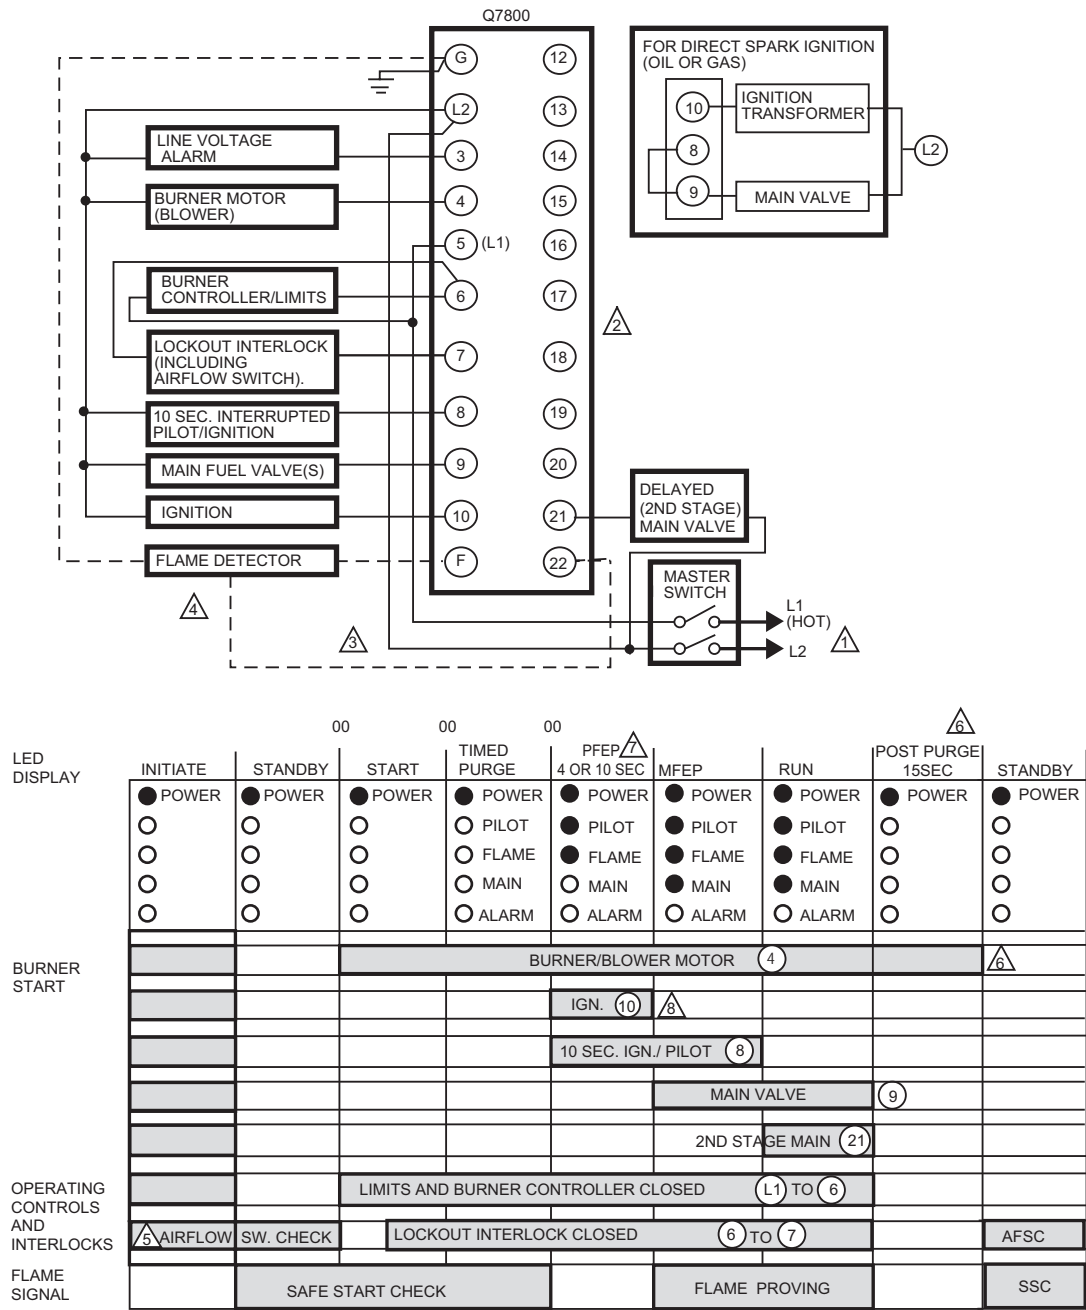 Q7800
G
L2
3
4
5
(L1)
6
7
8
9
10
F
12
13
14
15
16
17
18
19
20
21
22
LINE VOLTAGE
ALARM
BURNER MOTOR
(BLOWER)
BURNER
CONTROLLER/LIMITS
LOCKOUT INTERLOCK
(INCLUDING
AIRFLOW SWITCH).
10 SEC. INTERRUPTED
PILOT/IGNITION
MAIN FUEL VALVE(S)
IGNITION
FLAME DETECTOR
4
3
2
FOR DIRECT SPARK IGNITION
(OIL OR GAS)
10
8
9
IGNITION
TRANSFORMER
MAIN VALVE
L2
DELAYED
(2ND STAGE)
MAIN VALVE
MASTER
SWITCH
L1
(HOT)
L2
1
00 00 00
6
LED
DISPLAY
INITIATE
STANDBY
START
TIMED
PURGE
PFEP
7
4 OR 10 SEC
MFEP
RUN
POST PURGE
15SEC
STANDBY
POWER POWER POWER POWER POWER POWER POWER POWER POWER
PILOT PILOT PILOT PILOT
FLAME FLAME FLAME FLAME
MAIN MAIN MAIN MAIN
ALARM ALARM ALARM ALARM
BURNER
START
BURNER/BLOWER MOTOR 4
6
IGN. 10
8
10 SEC. IGN./ PILOT 8
MAIN VALVE 9
2ND STAGE MAIN 21
OPERATING
CONTROLS
AND
INTERLOCKS
LIMITS AND BURNER CONTROLLER CLOSED L1 TO 6
5 AIRFLOW SW. CHECK
LOCKOUT INTERLOCK CLOSED 6 TO 7
AFSC
FLAME
SIGNAL
SAFE START CHECK
FLAME PROVING
SSC